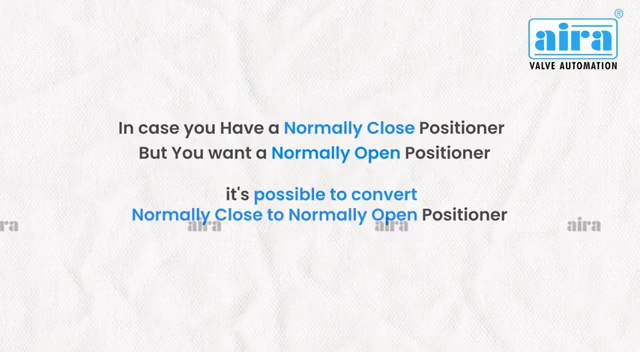 aira
®
VALVE AUTOMATION
In case you Have a Normally Close Positioner
But You want a Normally Open Positioner
it's possible to convert
Normally Close to Normally Open Positioner
aira
aira
aira